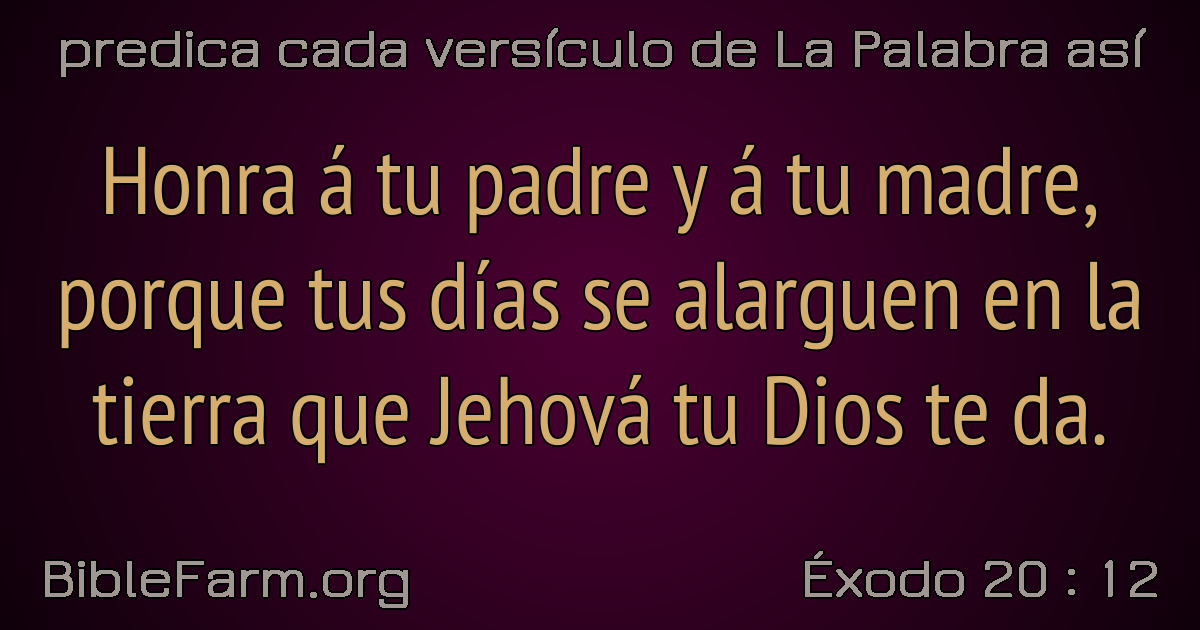 predica cada versículo de La Palabra así
Honra á tu padre y á tu madre,
porque tus días se alarguen en la
tierra que Jehová tu Dios te da.
BibleFarm.org
Éxodo 20 : 12